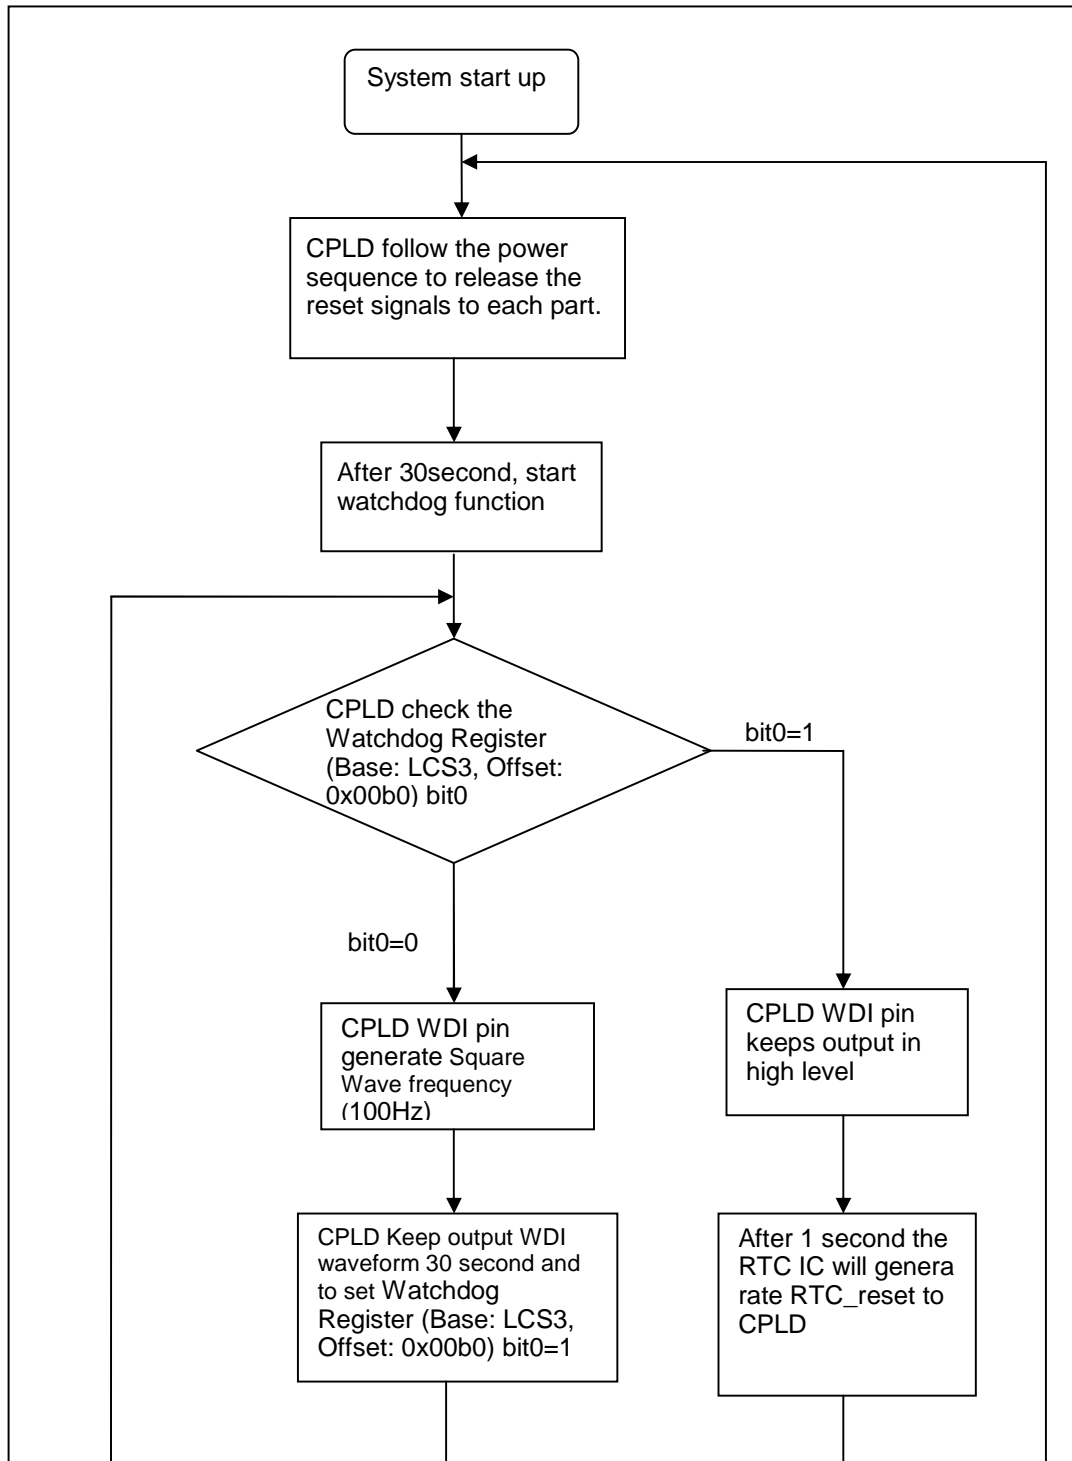 System start up
CPLD follow the power
sequence to release the
reset signals to each part.
After 30second, start
watchdog function
CPLD check the
Watchdog Register
(Base: LCS3, Offset:
0x00b0) bit0
bit0=1
bit0=0
CPLD WDI pin
generate Square
Wave frequency
(100Hz)
CPLD WDI pin
keeps output in
high level
CPLD Keep output WDI
waveform 30 second and
to set Watchdog
Register (Base: LCS3,
Offset: 0x00b0) bit0=1
After 1 second the
RTC IC will genera
rate RTC_reset to
CPLD